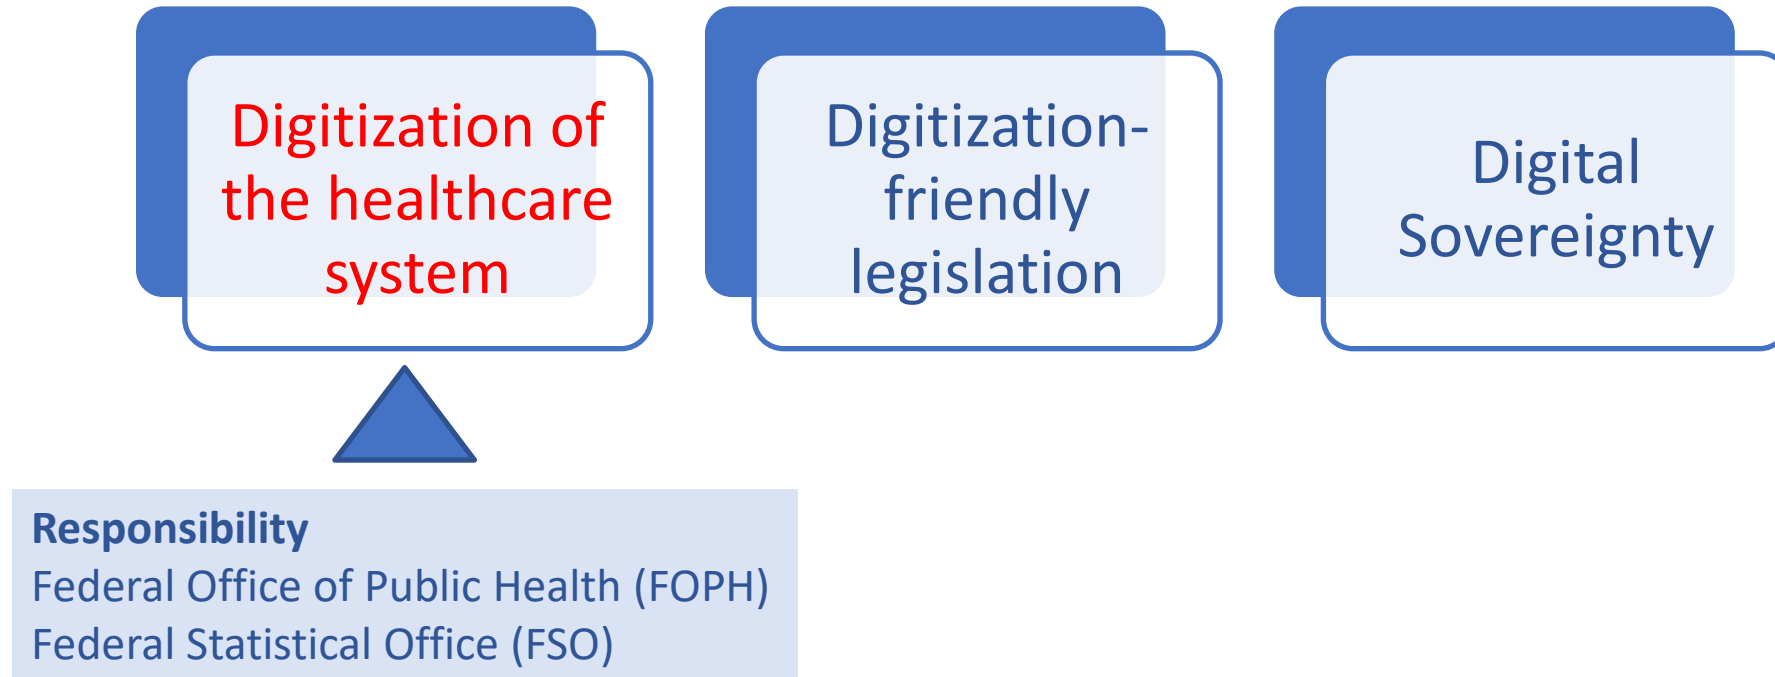 Digitization of
the healthcare
system
Digitization-
friendly
legislation
Digital
Sovereignty
Responsibility
Federal Office of Public Health (FOPH)
Federal Statistical Office (FSO)